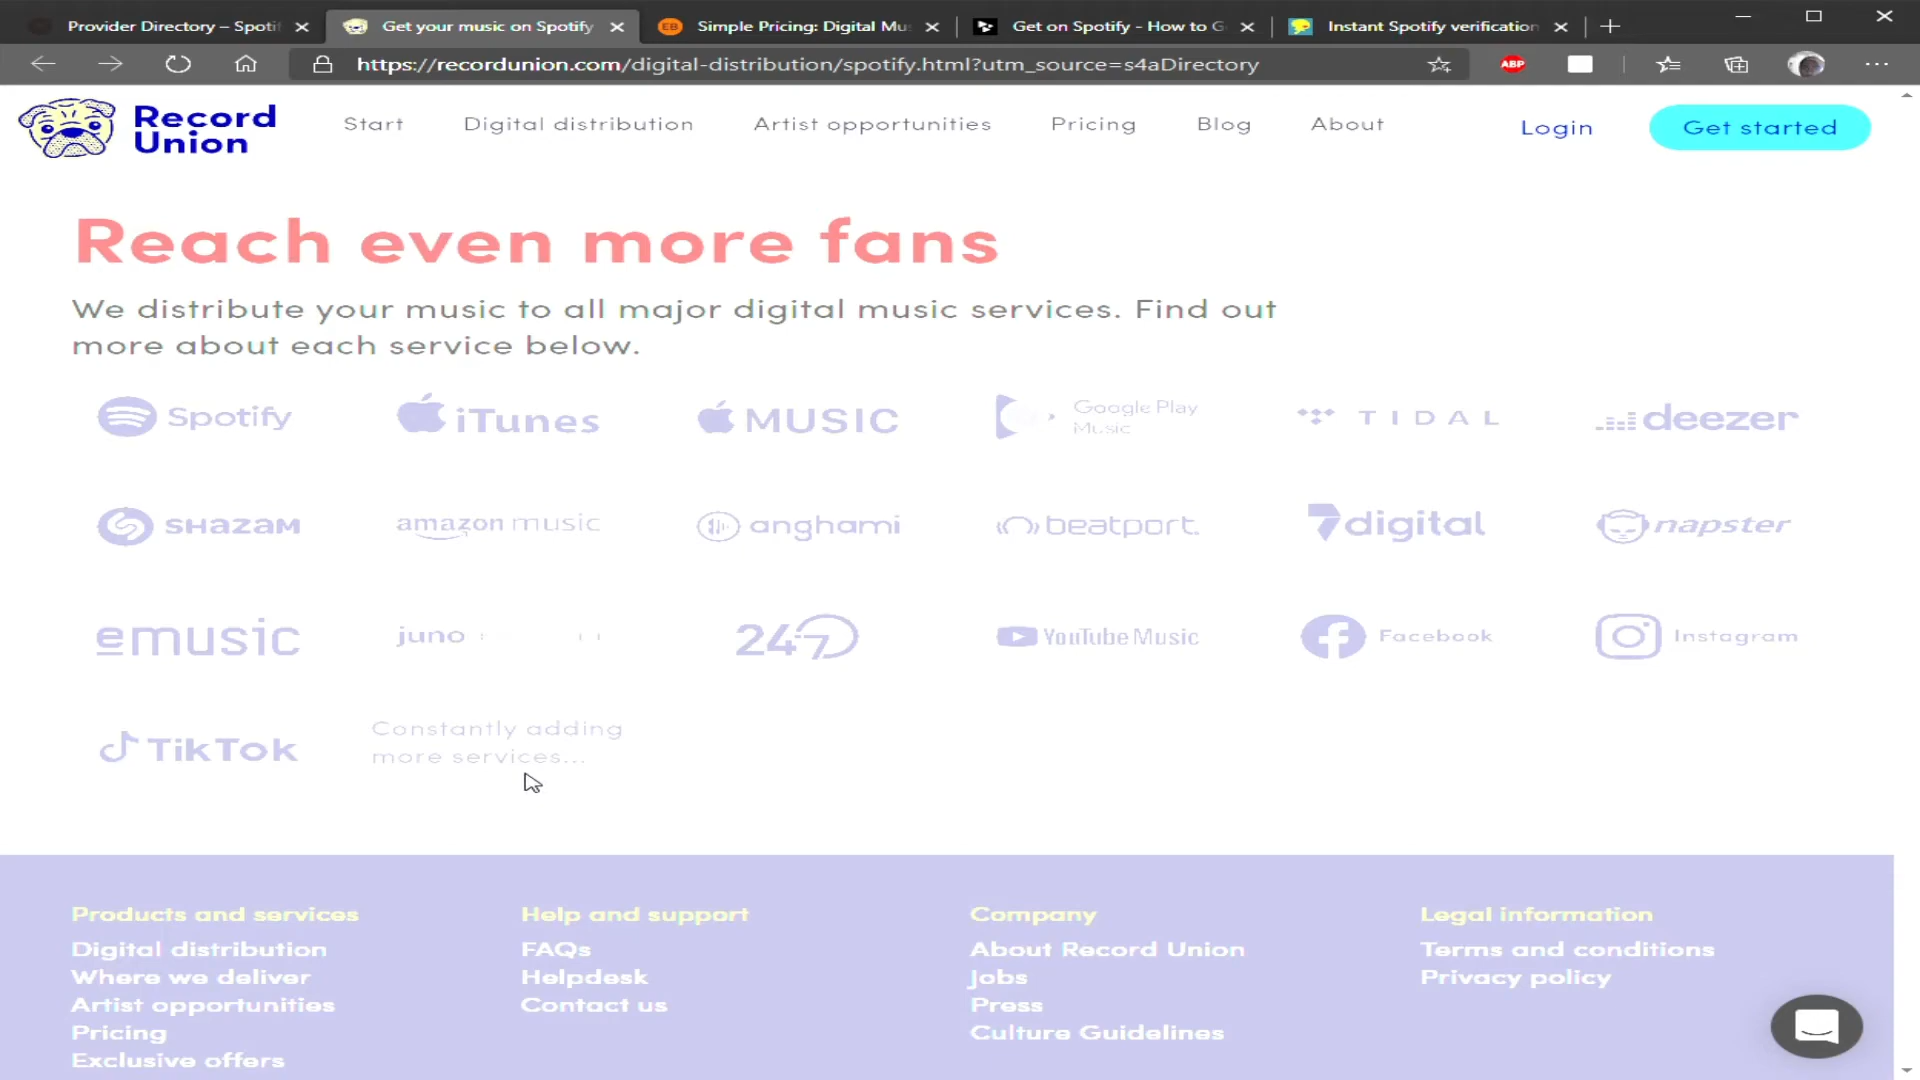 Provider Directory – Spoti
Get your music on Spotify
EB
Simple Pricing: Digital Mu
Get on Spotify - How to G
Instant Spotify verification
https://recordunion.com/digital-distribution/spotify.html?utm_source=s4aDirectory
ABP
Record
Union
Start
Digital distribution
Artist opportunities
Pricing
Blog
About
Login
Get started
Reach even more fans
We distribute your music to all major digital music services. Find out
more about each service below.
Spotify
iTunes
MUSIC
Google Play
Music
TIDAL
deezer
SHAZAM
amazon music
anghami
beatport.
7digital
napster
emusic
juno
24-7
YouTube Music
Facebook
Instagram
TikTok
Constantly adding
more services...
Products and services
Digital distribution
Where we deliver
Artist opportunities
Pricing
Exclusive offers
Help and support
FAQs
Helpdesk
Contact us
Company
About Record Union
Jobs
Press
Culture Guidelines
Legal information
Terms and conditions
Privacy policy